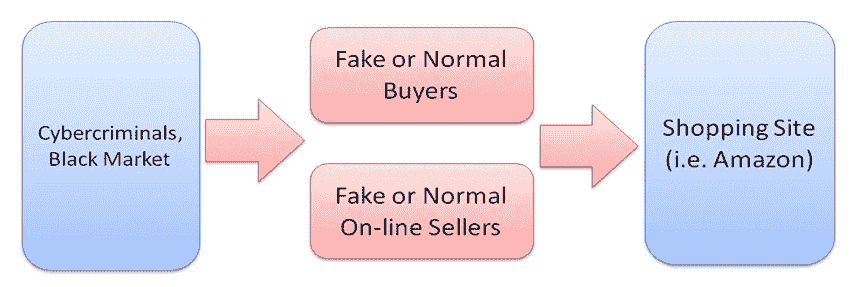 Cybercriminals,
Black Market
Fake or Normal
Buyers
Fake or Normal
On-line Sellers
Shopping Site
(i.e. Amazon)